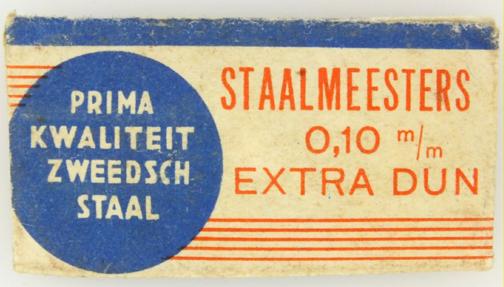 PRIMA
KWALITEIT
ZWEEDSCH
STAAL
STAALMEESTERS
0,10 m/m
EXTRA DUN